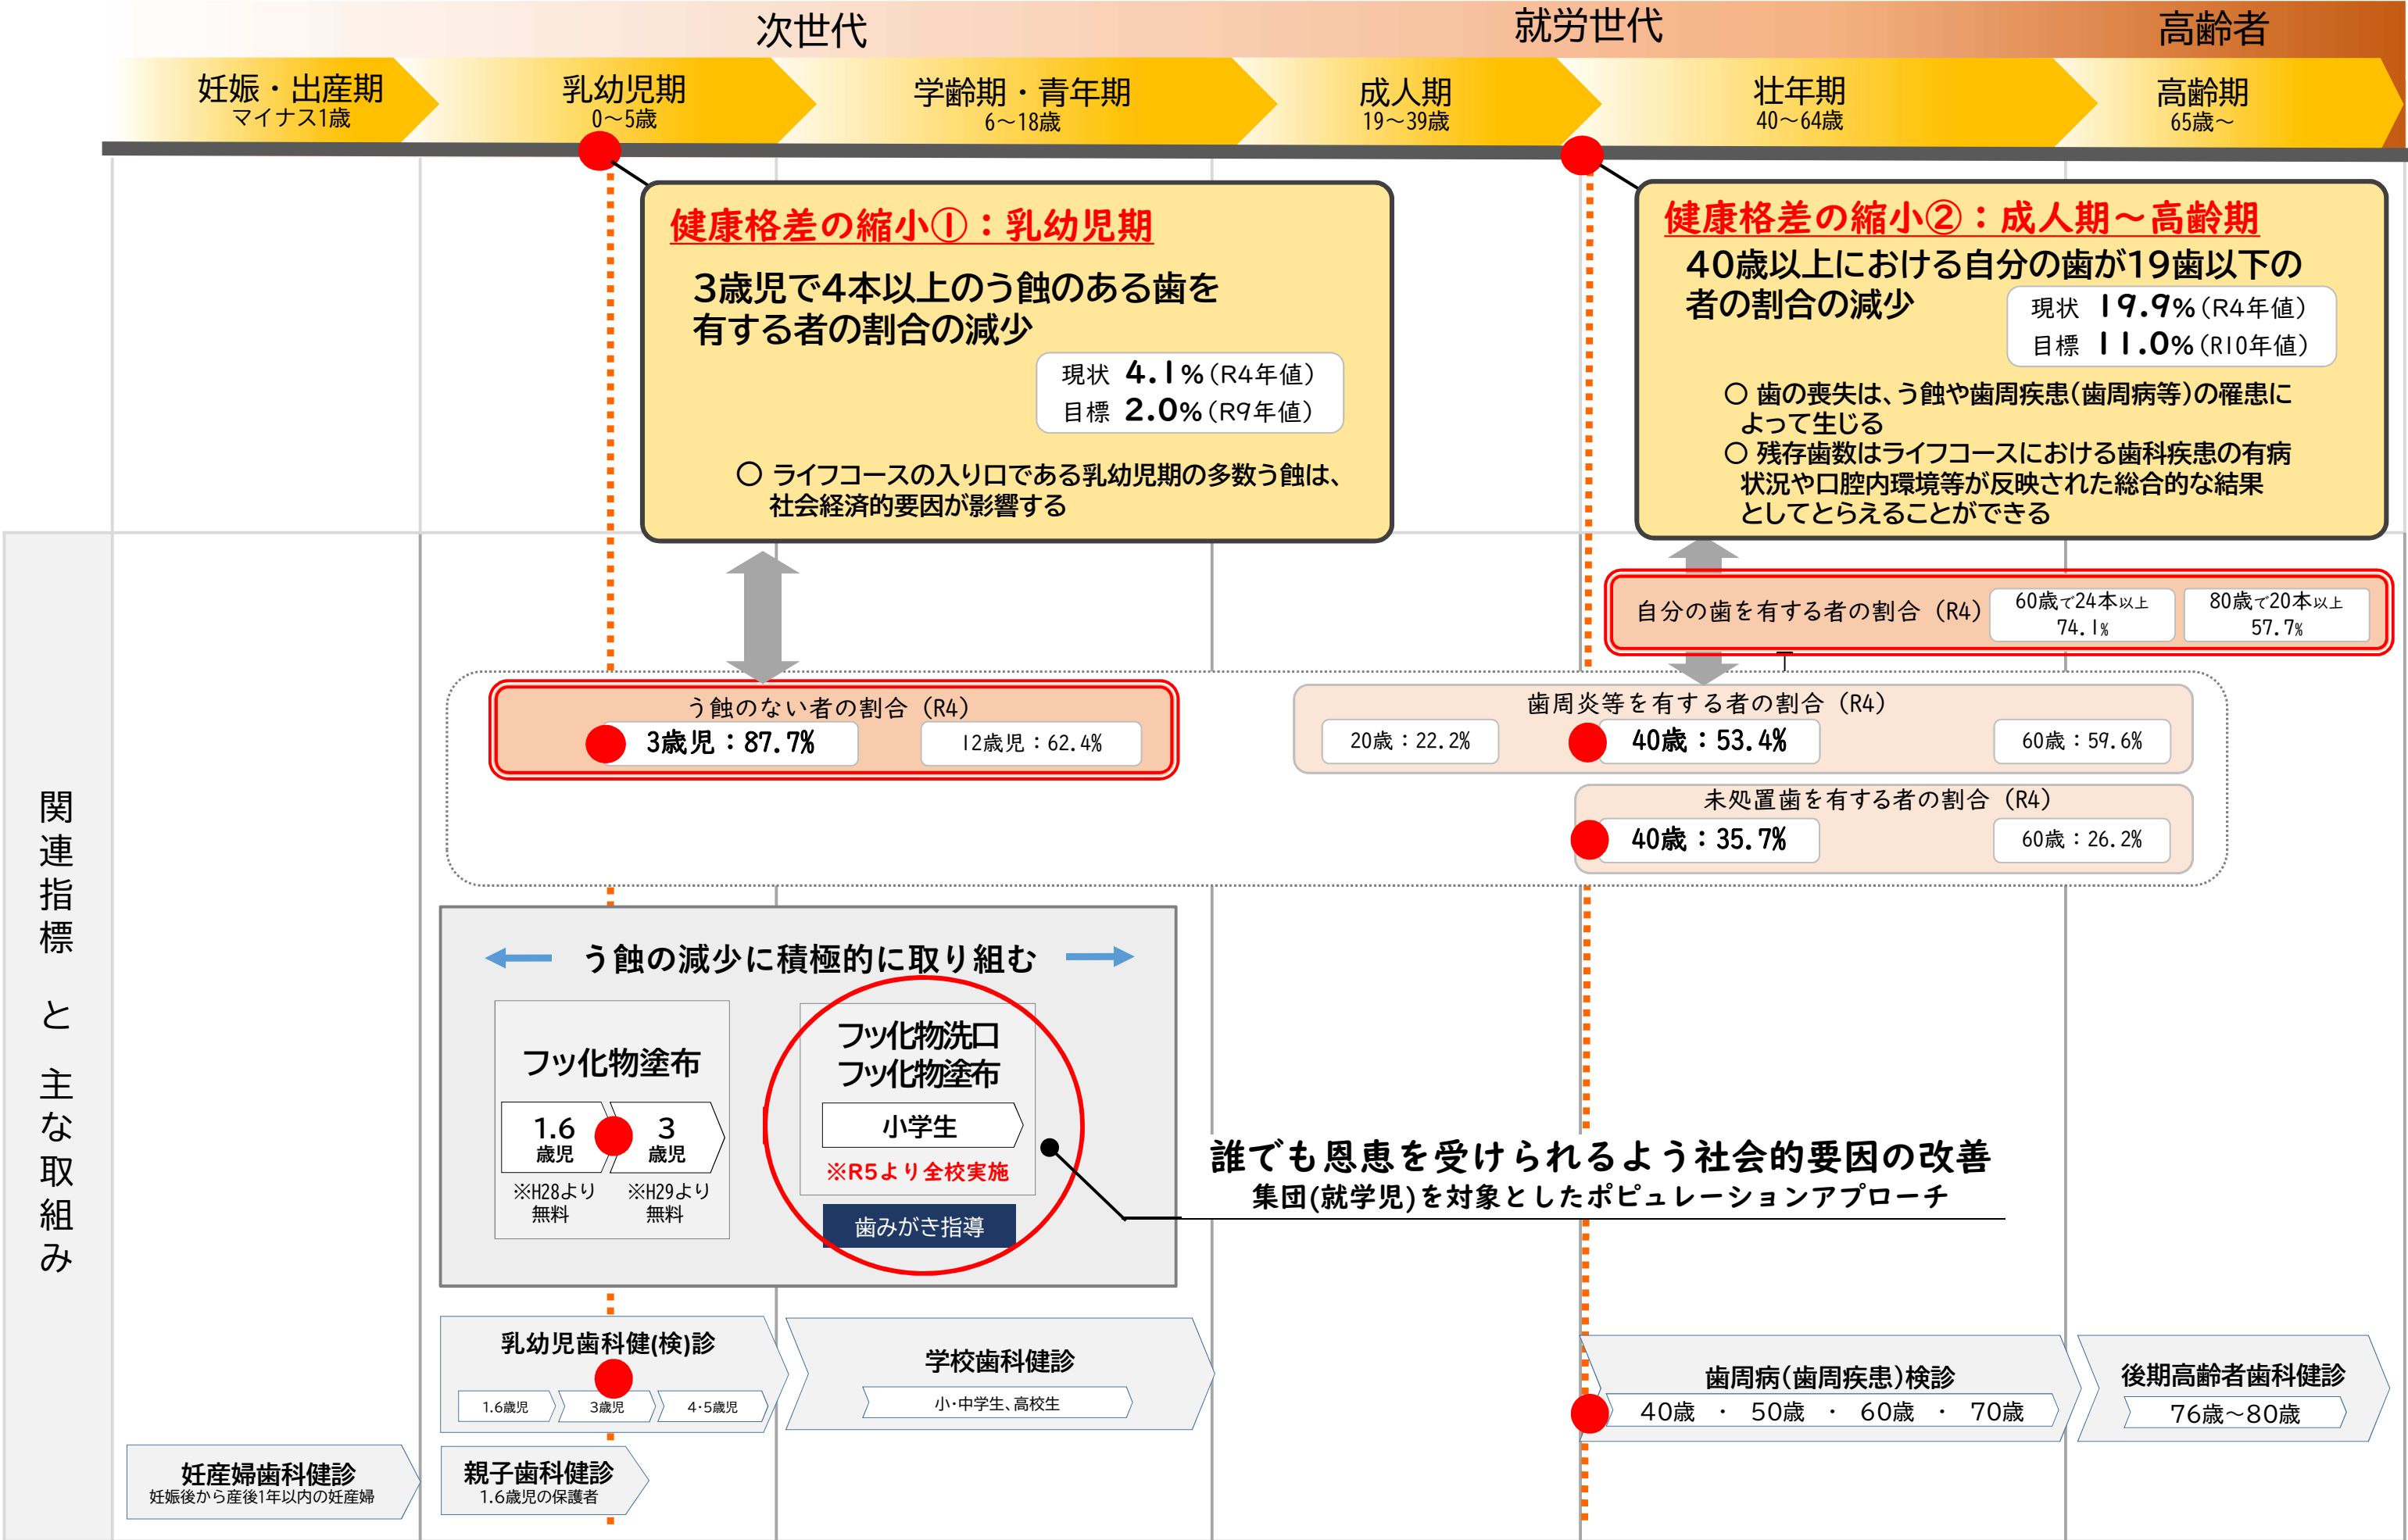 次世代
就労世代
高齢者
妊娠・出産期
マイナス1歳
乳幼児期
0～5歳
学齢期・青年期
6～18歳
成人期
19～39歳
壮年期
40～64歳
高齢期
65歳～
健康格差の縮小①：乳幼児期
3歳児で4本以上のう蝕のある歯を
有する者の割合の減少
現状 4.1%(R4年値)
目標 2.0%(R9年値)
〇 ライフコースの入り口である乳幼児期の多数う蝕は、
社会経済的要因が影響する
健康格差の縮小②：成人期～高齢期
40歳以上における自分の歯が19歯以下の
者の割合の減少
現状 19.9%(R4年値)
目標 11.0%(R10年値)
〇 歯の喪失は、う蝕や歯周疾患(歯周病等)の罹患に
よって生じる
〇 残存歯数はライフコースにおける歯科疾患の有病
状況や口腔内環境等が反映された総合的な結果
としてとらえることができる
関連指標 と 主な取組み
自分の歯を有する者の割合（R4）
60歳で24本以上
74.1%
80歳で20本以上
57.7%
う蝕のない者の割合（R4）
3歳児：87.7%
12歳児：62.4%
歯周炎等を有する者の割合（R4）
20歳：22.2%
40歳：53.4%
60歳：59.6%
未処置歯を有する者の割合（R4）
40歳：35.7%
60歳：26.2%
う蝕の減少に積極的に取り組む
フッ化物塗布
1.6
歳児
3
歳児
※H28より
無料
※H29より
無料
フッ化物洗口
フッ化物塗布
小学生
※R5より全校実施
歯みがき指導
誰でも恩恵を受けられるよう社会的要因の改善
集団(就学児)を対象としたポピュレーションアプローチ
乳幼児歯科健(検)診
1.6歳児
3歳児
4・5歳児
学校歯科健診
小・中学生、高校生
歯周病(歯周疾患)検診
40歳 ・ 50歳 ・ 60歳 ・ 70歳
後期高齢者歯科健診
76歳～80歳
妊産婦歯科健診
妊娠後から産後1年以内の妊産婦
親子歯科健診
1.6歳児の保護者